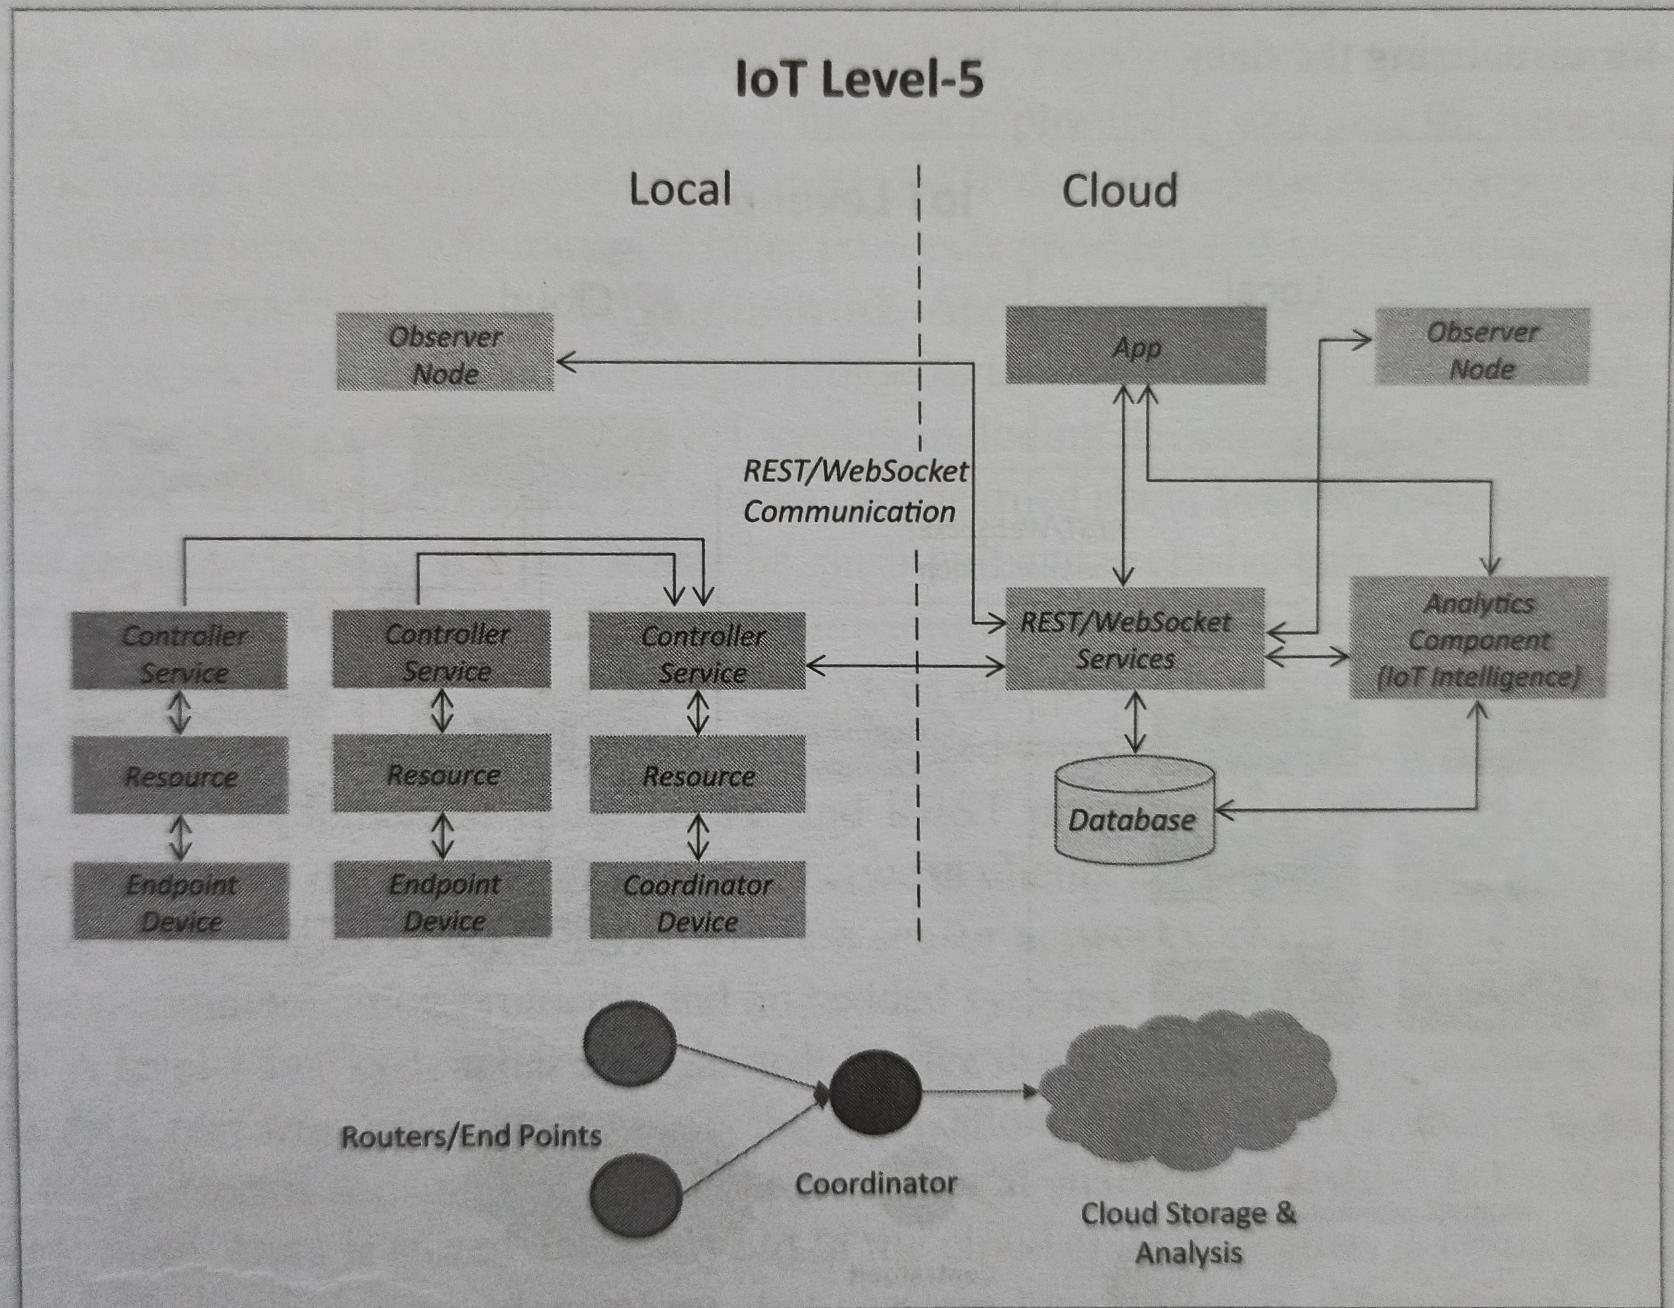 IoT Level-5
Local
Cloud
Observer
Node
App
Observer
Node
REST/WebSocket
Communication
Controller
Service
Controller
Service
Controller
Service
REST/WebSocket
Services
Analytics
Component
(IoT Intelligence)
Resource
Resource
Resource
Database
Endpoint
Device
Endpoint
Device
Coordinator
Device
Routers/End Points
Coordinator
Cloud Storage &
Analysis